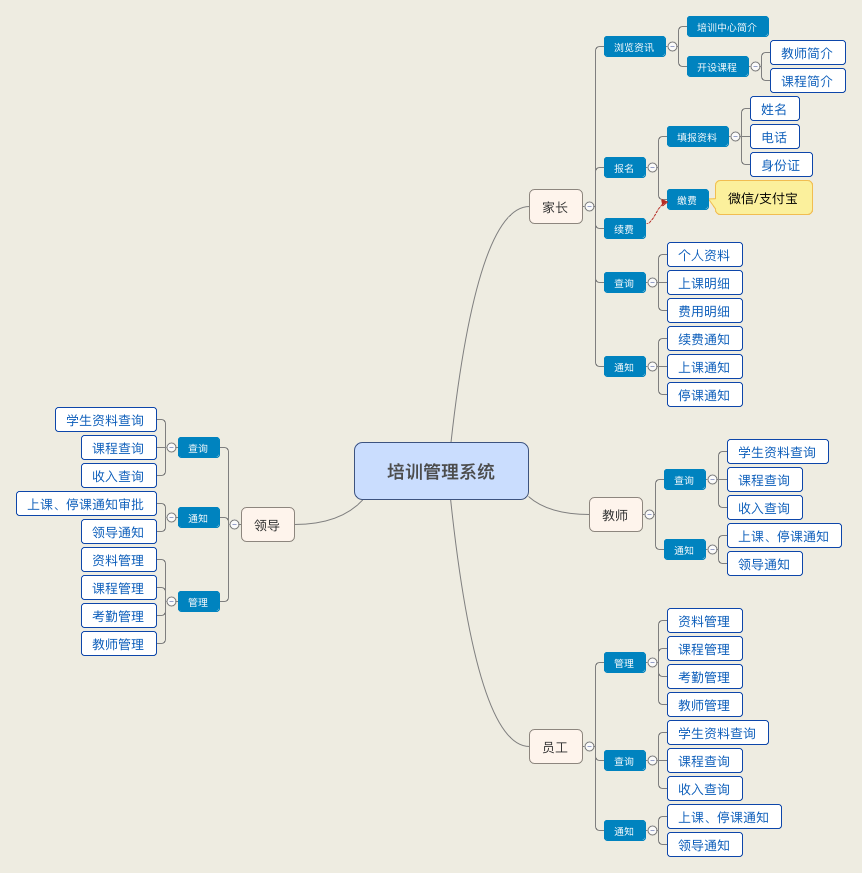 培训管理系统
家长
浏览资讯
培训中心简介
开设课程
教师简介
课程简介
报名
填报资料
姓名
电话
身份证
缴费
微信/支付宝
续费
查询
个人资料
上课明细
费用明细
通知
续费通知
上课通知
停课通知
教师
查询
学生资料查询
课程查询
收入查询
通知
上课、停课通知
领导通知
员工
管理
资料管理
课程管理
考勤管理
教师管理
查询
学生资料查询
课程查询
收入查询
通知
上课、停课通知
领导通知
领导
查询
学生资料查询
课程查询
收入查询
通知
上课、停课通知审批
领导通知
管理
资料管理
课程管理
考勤管理
教师管理